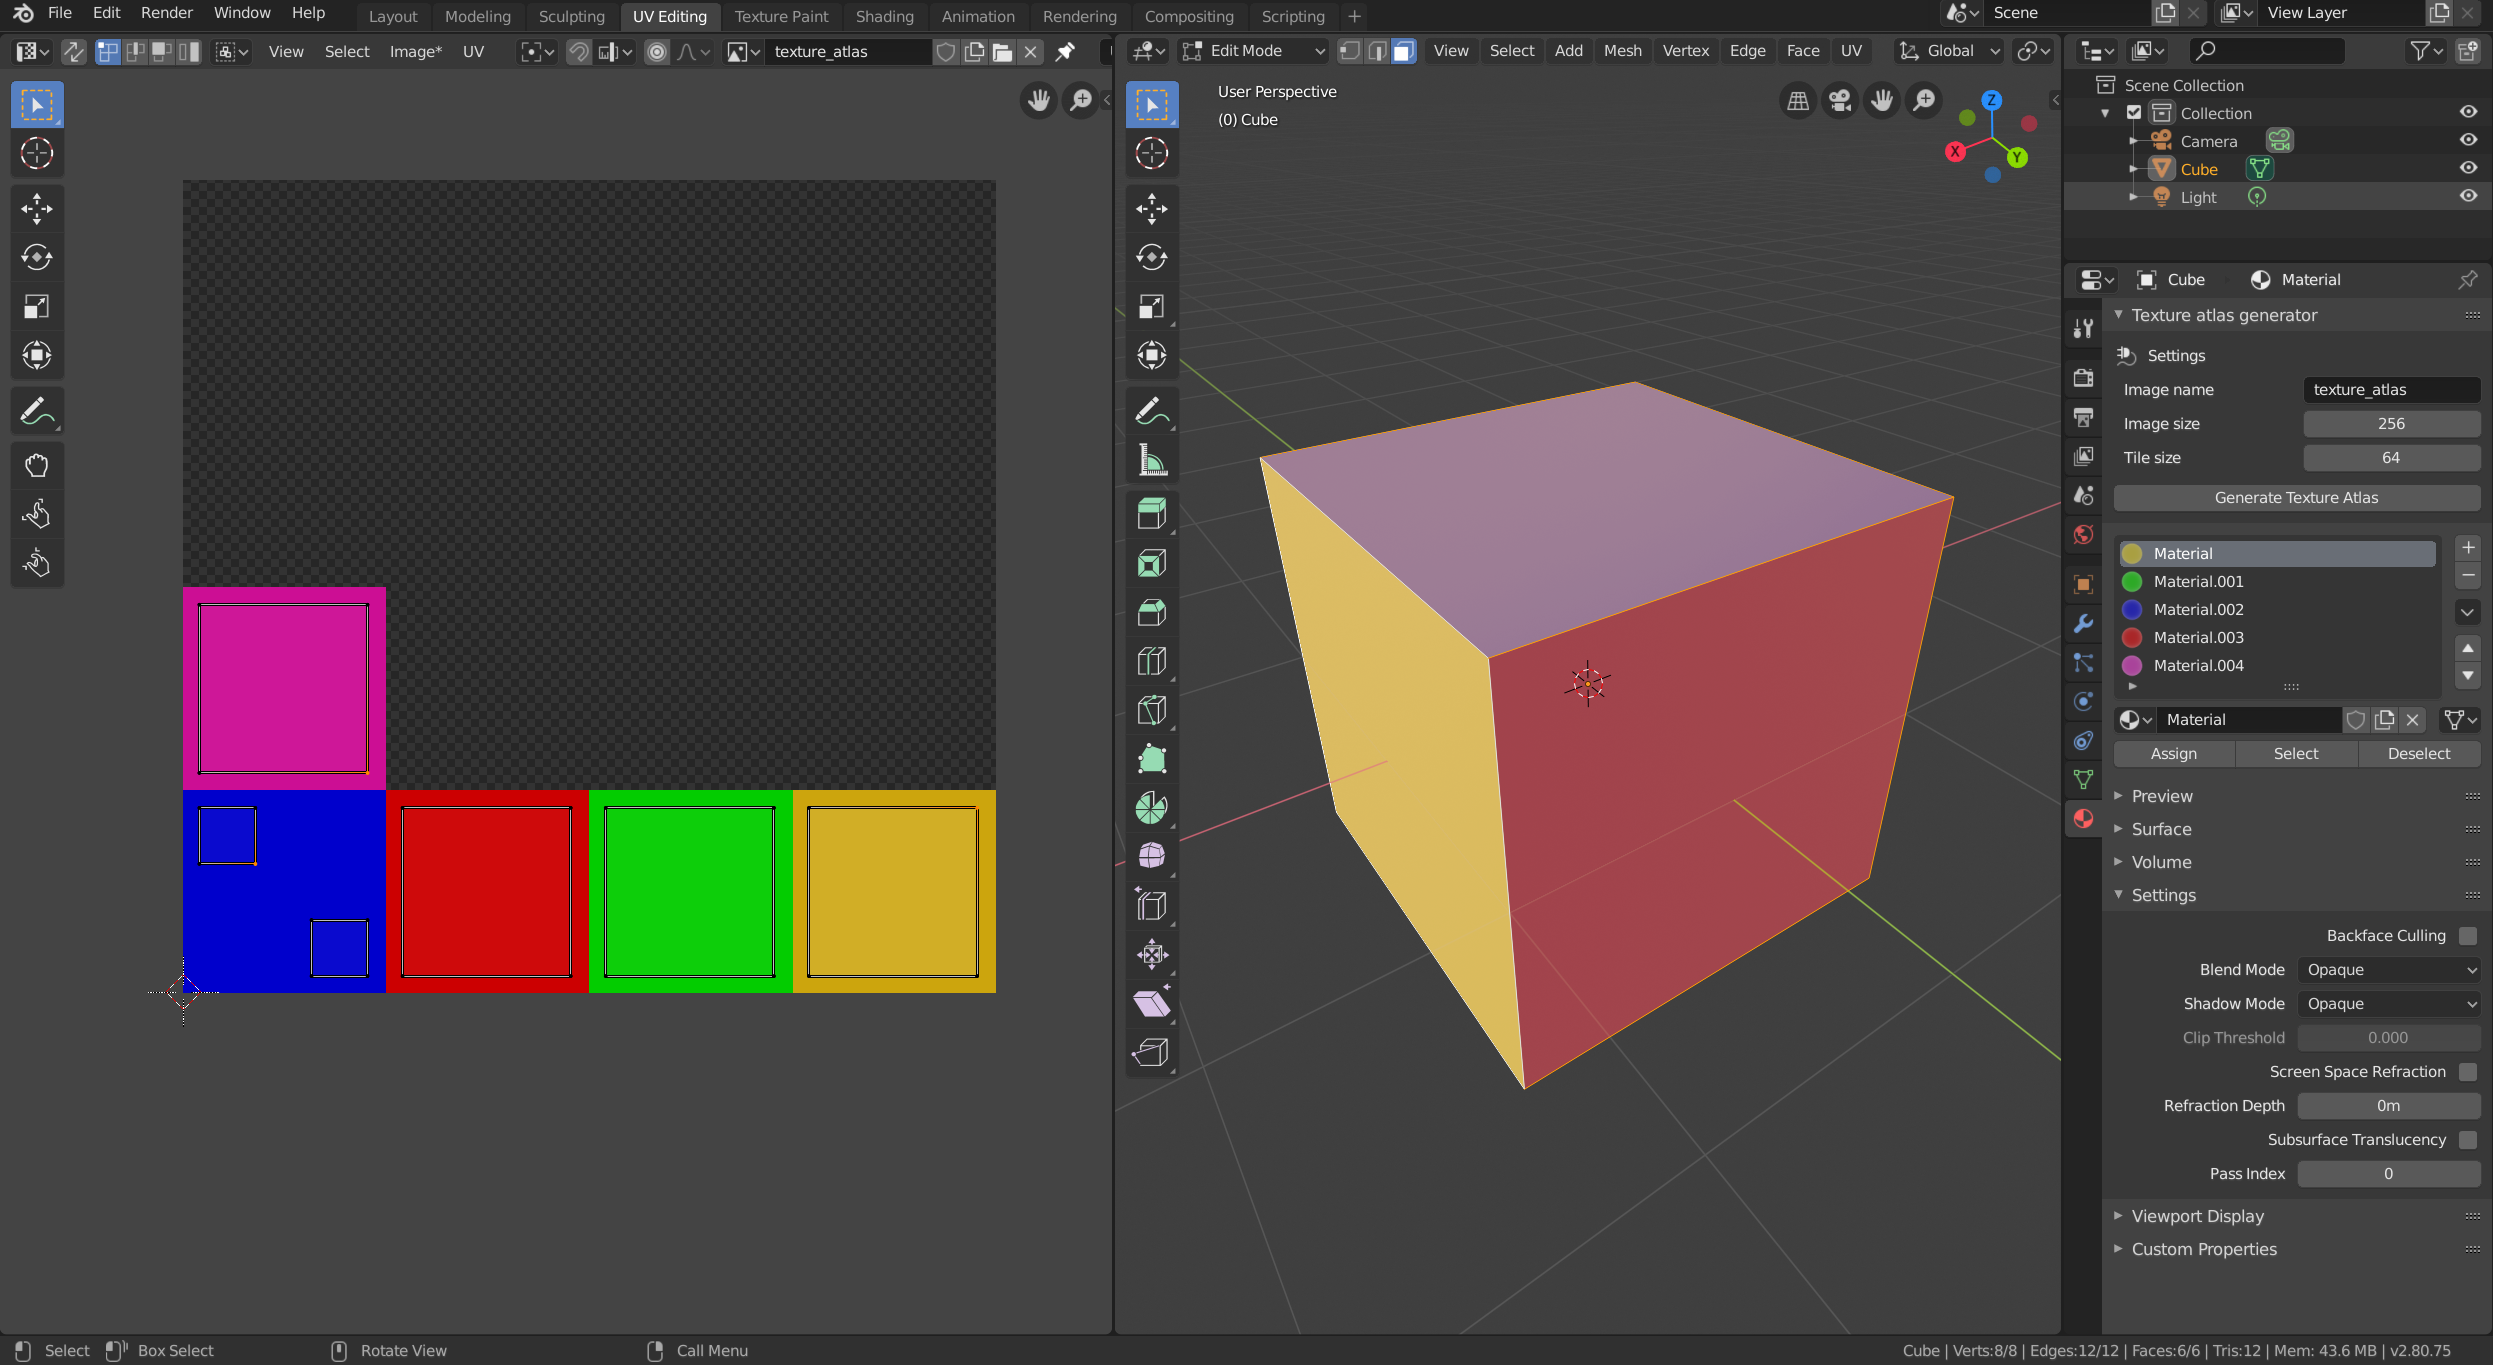 File Edit Render Window Help Layout Modeling Sculpting UV Editing Texture Paint Shading Animation Rendering Compositing Scripting + Scene View Layer
View Select Image* UV texture_atlas
Edit Mode View Select Add Mesh Vertex Edge Face UV Global
User Perspective
(0) Cube
Z
X
Y
Scene Collection
Collection
Camera
Cube
Light
Cube Material
Texture atlas generator
Settings
Image name texture_atlas
Image size 256
Tile size 64
Generate Texture Atlas
Material
Material.001
Material.002
Material.003
Material.004
Material
Assign Select Deselect
Preview
Surface
Volume
Settings
Backface Culling
Blend Mode Opaque
Shadow Mode Opaque
Clip Threshold 0.000
Screen Space Refraction
Refraction Depth 0m
Subsurface Translucency
Pass Index 0
Viewport Display
Custom Properties
Select Box Select Rotate View Call Menu Cube | Verts:8/8 | Edges:12/12 | Faces:6/6 | Tris:12 | Mem: 43.6 MB | v2.80.75